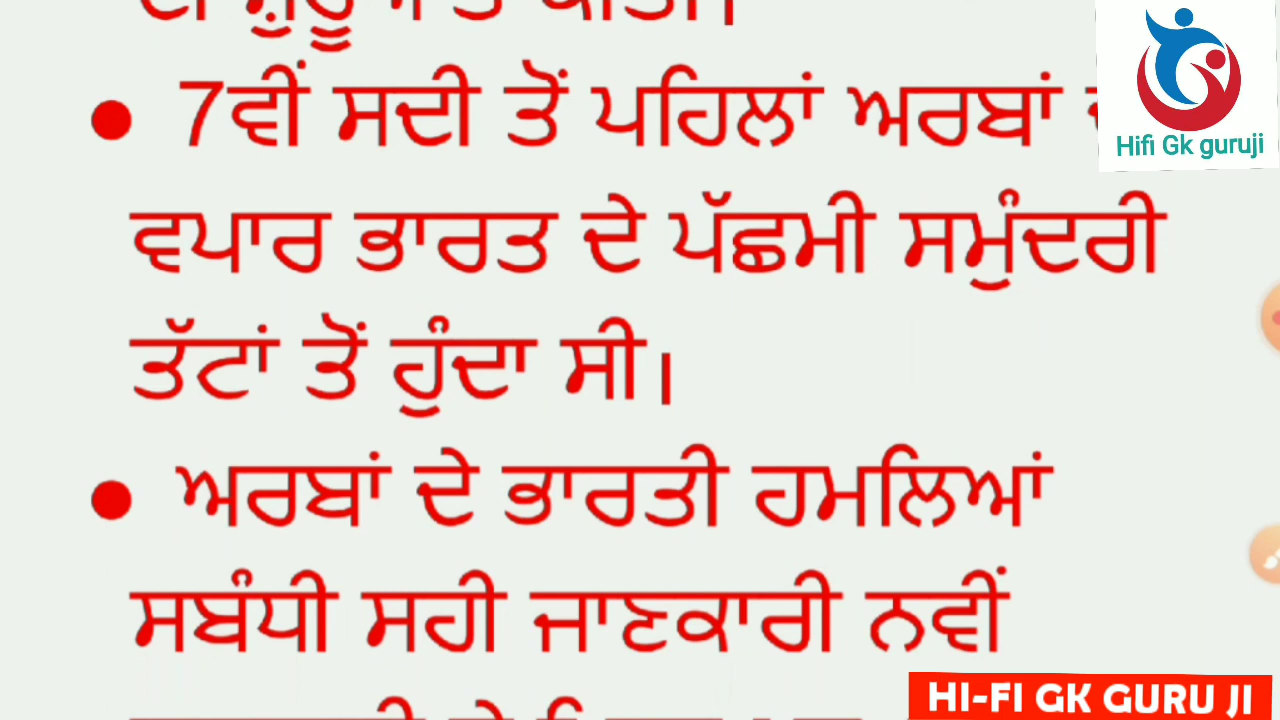 • 7ਵੀਂ ਸਦੀ ਤੋਂ ਪਹਿਲਾਂ ਅਰਬਾਂ
ਵਪਾਰ ਭਾਰਤ ਦੇ ਪੱਛਮੀ ਸਮੁੰਦਰੀ
ਤੱਟਾਂ ਤੋਂ ਹੁੰਦਾ ਸੀ।
• ਅਰਬਾਂ ਦੇ ਭਾਰਤੀ ਹਮਲਿਆਂ
ਸਬੰਧੀ ਸਹੀ ਜਾਣਕਾਰੀ ਨਵੀਂ
Hifi Gk guruji
HI-FI GK GURU JI